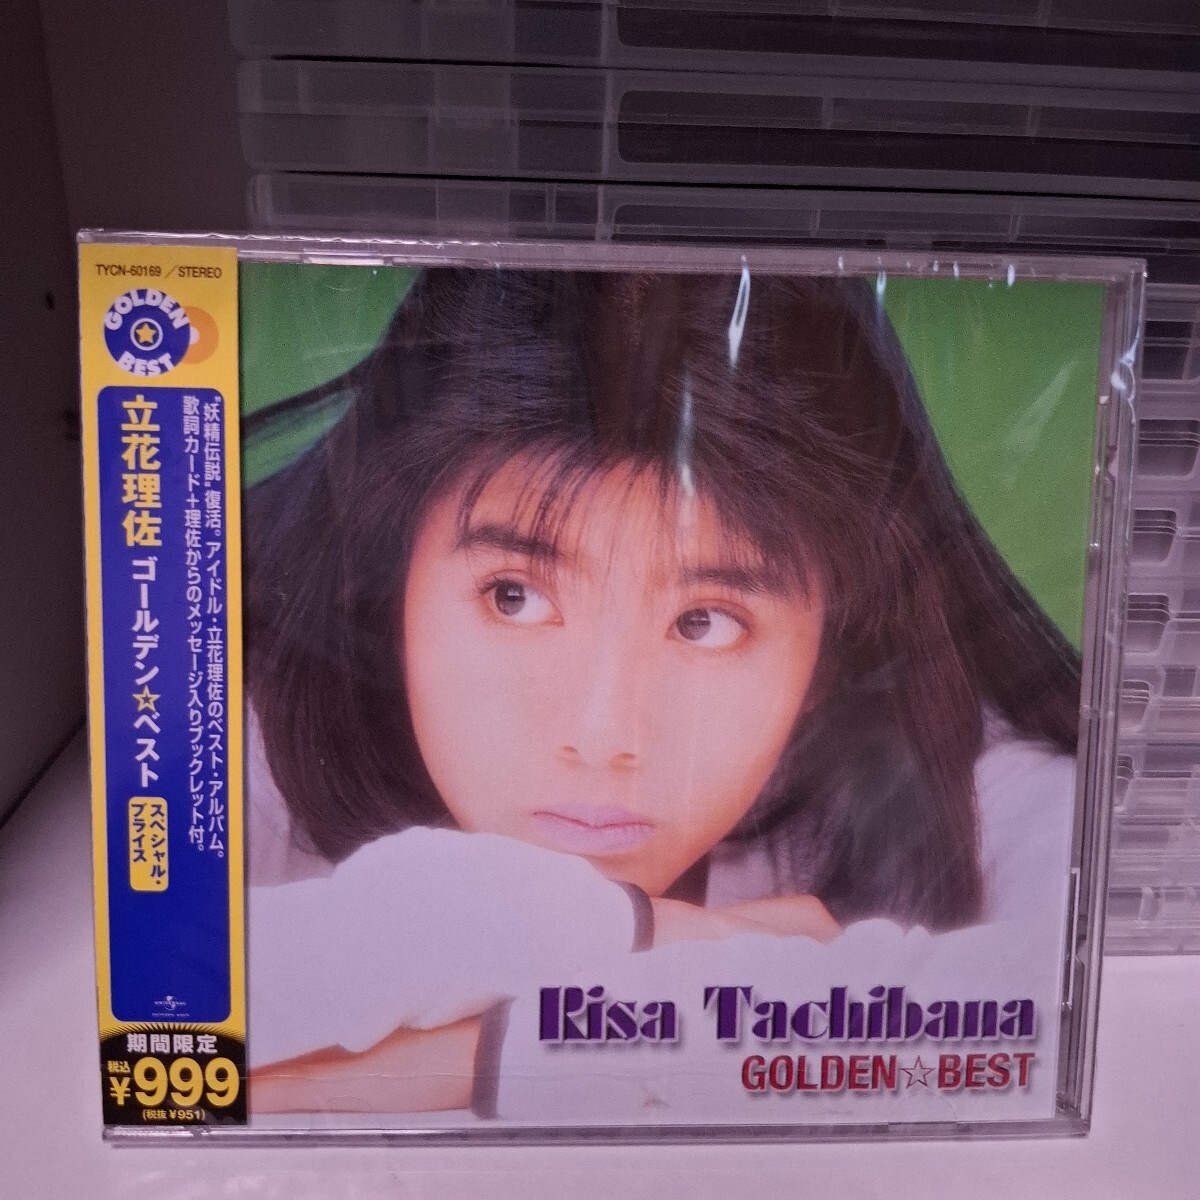 TYCN-60169／STEREO
GOLDEN
BEST
"妖精伝説"復活。アイドル・立花理佐のベスト・アルバム。
歌詞カード+理佐からのメッセージ入りブックレット付。
立花理佐 ゴールデン☆ベスト
スペシャル・
プライス
UNIVERSAL
期間限定
税込
¥999
(税抜¥951)
Risa Tachibana
GOLDEN☆BEST